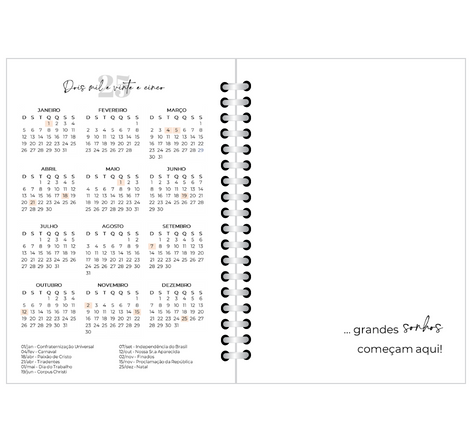 25
Dois mil e vinte e cinco
JANEIRO
D S T Q Q S S
1 2 3 4
5 6 7 8 9 10 11
12 13 14 15 16 17 18
19 20 21 22 23 24 25
26 27 28 29 30 31
FEVEREIRO
D S T Q Q S S
1
2 3 4 5 6 7 8
9 10 11 12 13 14 15
16 17 18 19 20 21 22
23 24 25 26 27 28
MARÇO
D S T Q Q S S
1
2 3 4 5 6 7 8
9 10 11 12 13 14 15
16 17 18 19 20 21 22
23 24 25 26 27 28 29
30 31
ABRIL
D S T Q Q S S
1 2 3 4 5
6 7 8 9 10 11 12
13 14 15 16 17 18 19
20 21 22 23 24 25 26
27 28 29 30
MAIO
D S T Q Q S S
1 2 3
4 5 6 7 8 9 10
11 12 13 14 15 16 17
18 19 20 21 22 23 24
25 26 27 28 29 30 31
JUNHO
D S T Q Q S S
1 2 3 4 5 6 7
8 9 10 11 12 13 14
15 16 17 18 19 20 21
22 23 24 25 26 27 28
29 30
JULHO
D S T Q Q S S
1 2 3 4 5
6 7 8 9 10 11 12
13 14 15 16 17 18 19
20 21 22 23 24 25 26
27 28 29 30 31
AGOSTO
D S T Q Q S S
1 2
3 4 5 6 7 8 9
10 11 12 13 14 15 16
17 18 19 20 21 22 23
24 25 26 27 28 29 30
31
SETEMBRO
D S T Q Q S S
1 2 3 4 5 6
7 8 9 10 11 12 13
14 15 16 17 18 19 20
21 22 23 24 25 26 27
28 29 30
OUTUBRO
D S T Q Q S S
1 2 3 4
5 6 7 8 9 10 11
12 13 14 15 16 17 18
19 20 21 22 23 24 25
26 27 28 29 30 31
NOVEMBRO
D S T Q Q S S
1
2 3 4 5 6 7 8
9 10 11 12 13 14 15
16 17 18 19 20 21 22
23 24 25 26 27 28 29
30
DEZEMBRO
D S T Q Q S S
1 2 3 4 5 6
7 8 9 10 11 12 13
14 15 16 17 18 19 20
21 22 23 24 25 26 27
28 29 30 31
- Confraternização Universal
- Carnaval
18/abr - Paixão de Cristo
21/abr - Tiradentes
01/mai - Dia do Trabalho
19/jun - Corpus Christi
07/set - Independência do Brasil
12/out - Nossa Sr.a Aparecida
02/nov - Finados
15/nov - Proclamação da República
25/dez - Natal
... grandes sonhos
começam aqui!